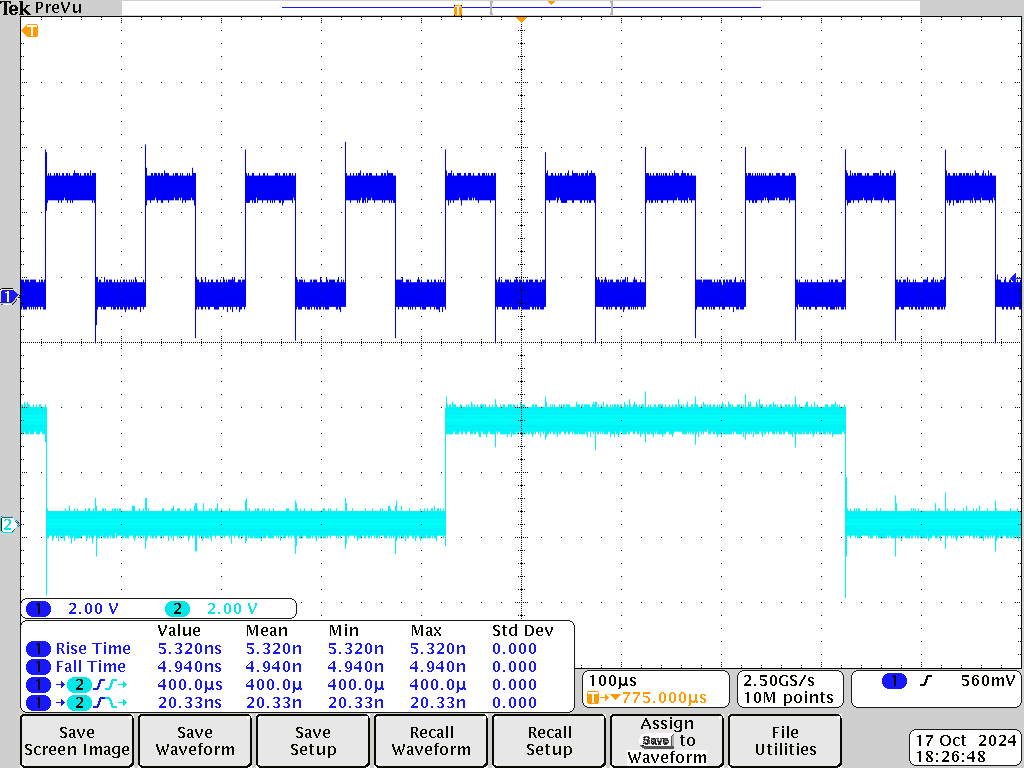 Tek PreVu
T
T
1
2
1 2.00 V 2 2.00 V
Value Mean Min Max Std Dev
1 Rise Time 5.320ns 5.320n 5.320n 5.320n 0.000
1 Fall Time 4.940ns 4.940n 4.940n 4.940n 0.000
1 → 2 400.0µs 400.0µ 400.0µ 400.0µ 0.000
1 → 2 20.33ns 20.33n 20.33n 20.33n 0.000
100µs
T→▼775.000µs
2.50GS/s
10M points
1 560mV
Save
Screen Image
Save
Waveform
Save
Setup
Recall
Waveform
Recall
Setup
Assign
Save to
Waveform
File
Utilities
17 Oct 2024
18:26:48